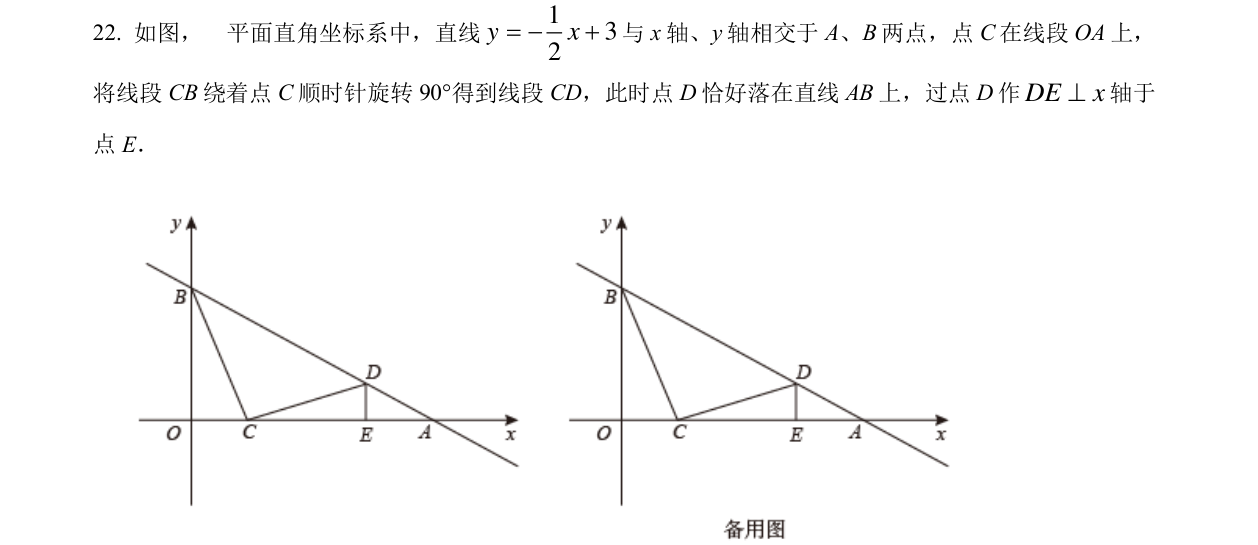 22. 如图， 平面直角坐标系中，直线 y = -1/2 x + 3 与 x 轴、y 轴相交于 A、B 两点，点 C 在线段 OA 上，
将线段 CB 绕着点 C 顺时针旋转 90°得到线段 CD，此时点 D 恰好落在直线 AB 上，过点 D 作 DE ⊥ x 轴于
点 E．
y
B
D
O
C
E
A
x
y
B
D
O
C
E
A
x
备用图